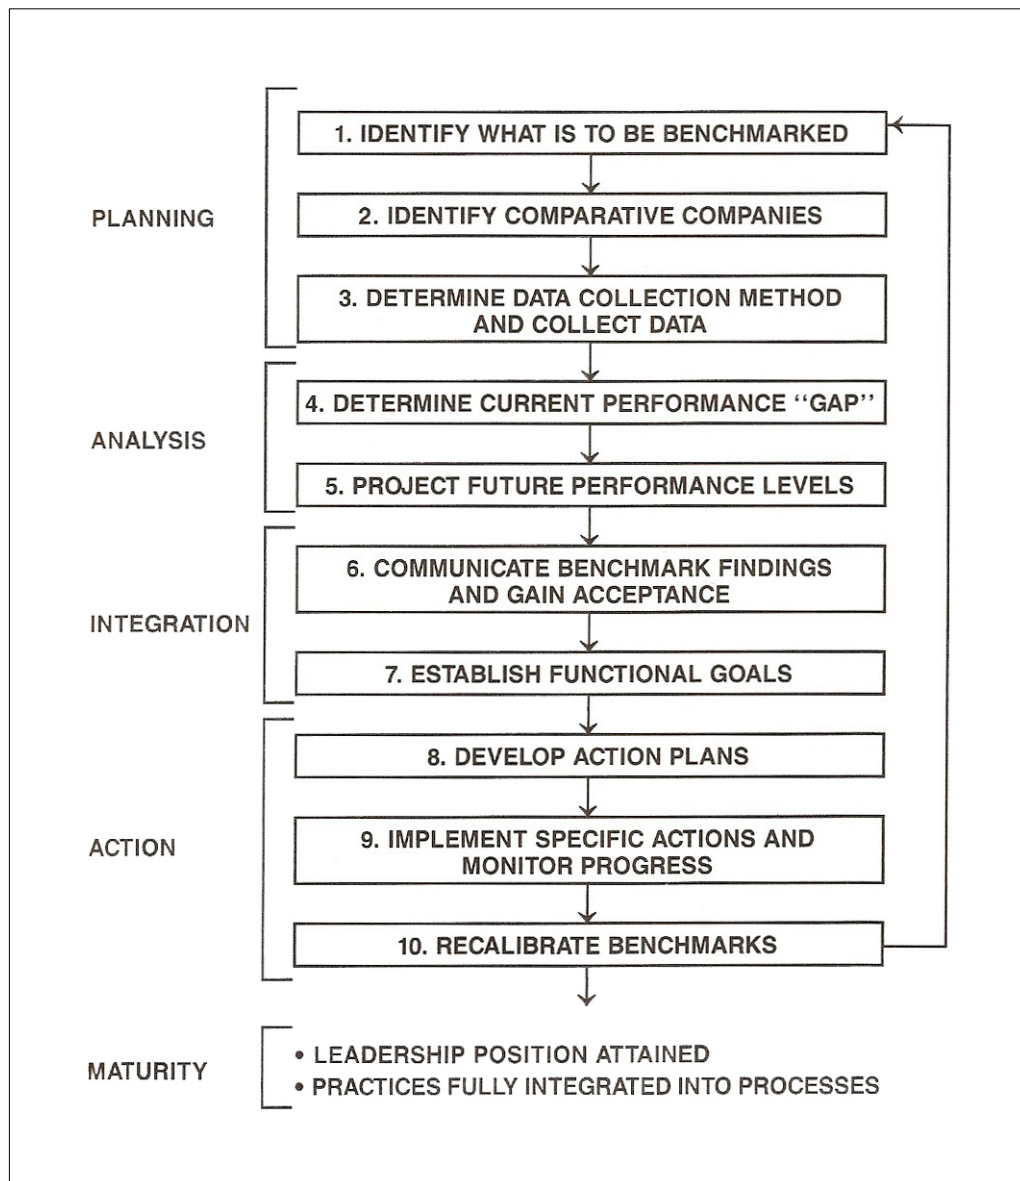 PLANNING
1. IDENTIFY WHAT IS TO BE BENCHMARKED
2. IDENTIFY COMPARATIVE COMPANIES
3. DETERMINE DATA COLLECTION METHOD
AND COLLECT DATA
ANALYSIS
4. DETERMINE CURRENT PERFORMANCE "GAP"
5. PROJECT FUTURE PERFORMANCE LEVELS
INTEGRATION
6. COMMUNICATE BENCHMARK FINDINGS
AND GAIN ACCEPTANCE
7. ESTABLISH FUNCTIONAL GOALS
ACTION
8. DEVELOP ACTION PLANS
9. IMPLEMENT SPECIFIC ACTIONS AND
MONITOR PROGRESS
10. RECALIBRATE BENCHMARKS
MATURITY
• LEADERSHIP POSITION ATTAINED
• PRACTICES FULLY INTEGRATED INTO PROCESSES